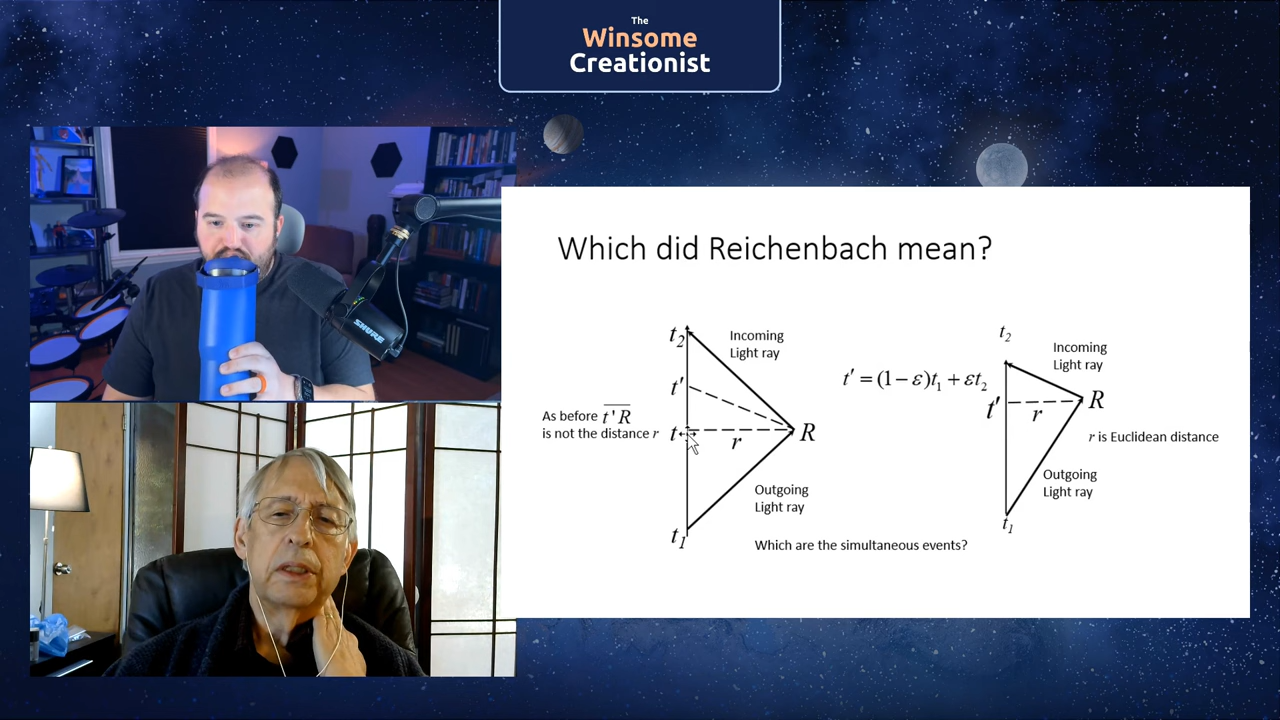 The
Winsome
Creationist
SHURE
Which did Reichenbach mean?
t₂
Incoming
Light ray
t′
As before t′R
is not the distance r
t
r
R
Outgoing
Light ray
t₁
Which are the simultaneous events?
t′ = (1−ε)t₁ + εt₂
t₂
Incoming
Light ray
t′
r
R
r is Euclidean distance
Outgoing
Light ray
t₁